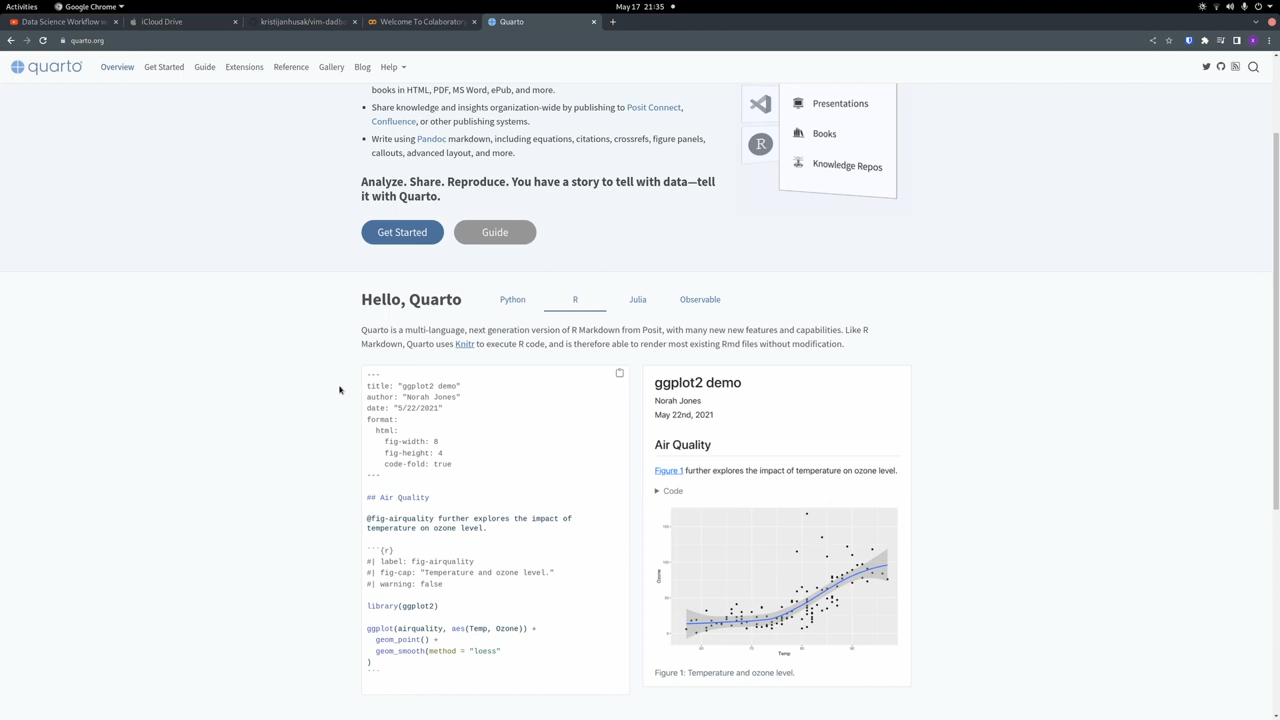 Activities
Google Chrome
May 17 21:35
Data Science Workflow w
iCloud Drive
kristijanhusak/vim-dadbo
Welcome To Colaborator
Quarto
quarto.org
quarto
Overview
Get Started
Guide
Extensions
Reference
Gallery
Blog
Help
books in HTML, PDF, MS Word, ePub, and more.
• Share knowledge and insights organization-wide by publishing to Posit Connect,
Confluence, or other publishing systems.
• Write using Pandoc markdown, including equations, citations, crossrefs, figure panels,
callouts, advanced layout, and more.
Analyze. Share. Reproduce. You have a story to tell with data—tell
it with Quarto.
Get Started
Guide
R
Presentations
Books
Knowledge Repos
Hello, Quarto
Python
R
Julia
Observable
Quarto is a multi-language, next generation version of R Markdown from Posit, with many new new features and capabilities. Like R
Markdown, Quarto uses Knitr to execute R code, and is therefore able to render most existing Rmd files without modification.
---
title: "ggplot2 demo"
author: "Norah Jones"
date: "5/22/2021"
format:
  html:
    fig-width: 8
    fig-height: 4
    code-fold: true
---
## Air Quality
@fig-airquality further explores the impact of
temperature on ozone level.
```{r}
#| label: fig-airquality
#| fig-cap: "Temperature and ozone level."
#| warning: false
library(ggplot2)
ggplot(airquality, aes(Temp, Ozone)) +
  geom_point() +
  geom_smooth(method = "loess"
)
```
ggplot2 demo
Norah Jones
May 22nd, 2021
Air Quality
Figure 1 further explores the impact of temperature on ozone level.
Code
Ozone
150
100
50
0
60
70
80
90
Temp
Figure 1: Temperature and ozone level.